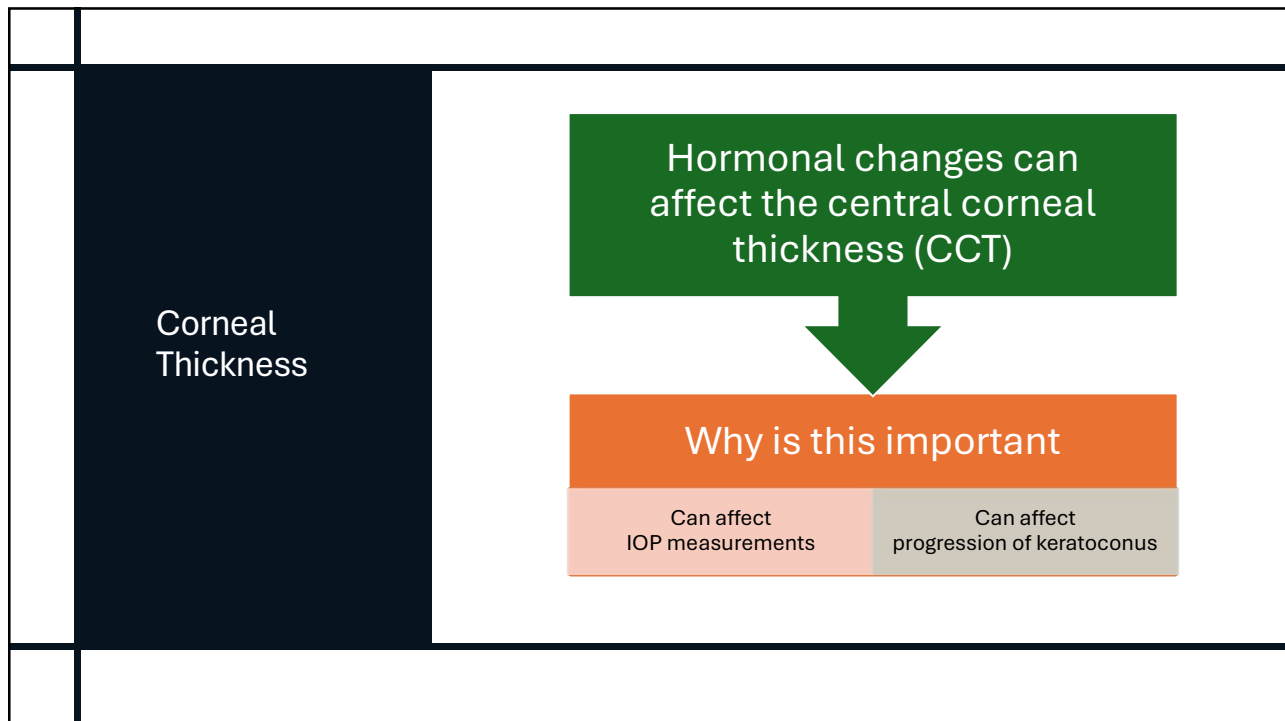 Corneal
Thickness
Hormonal changes can
affect the central corneal
thickness (CCT)
Why is this important
Can affect
IOP measurements
Can affect
progression of keratoconus